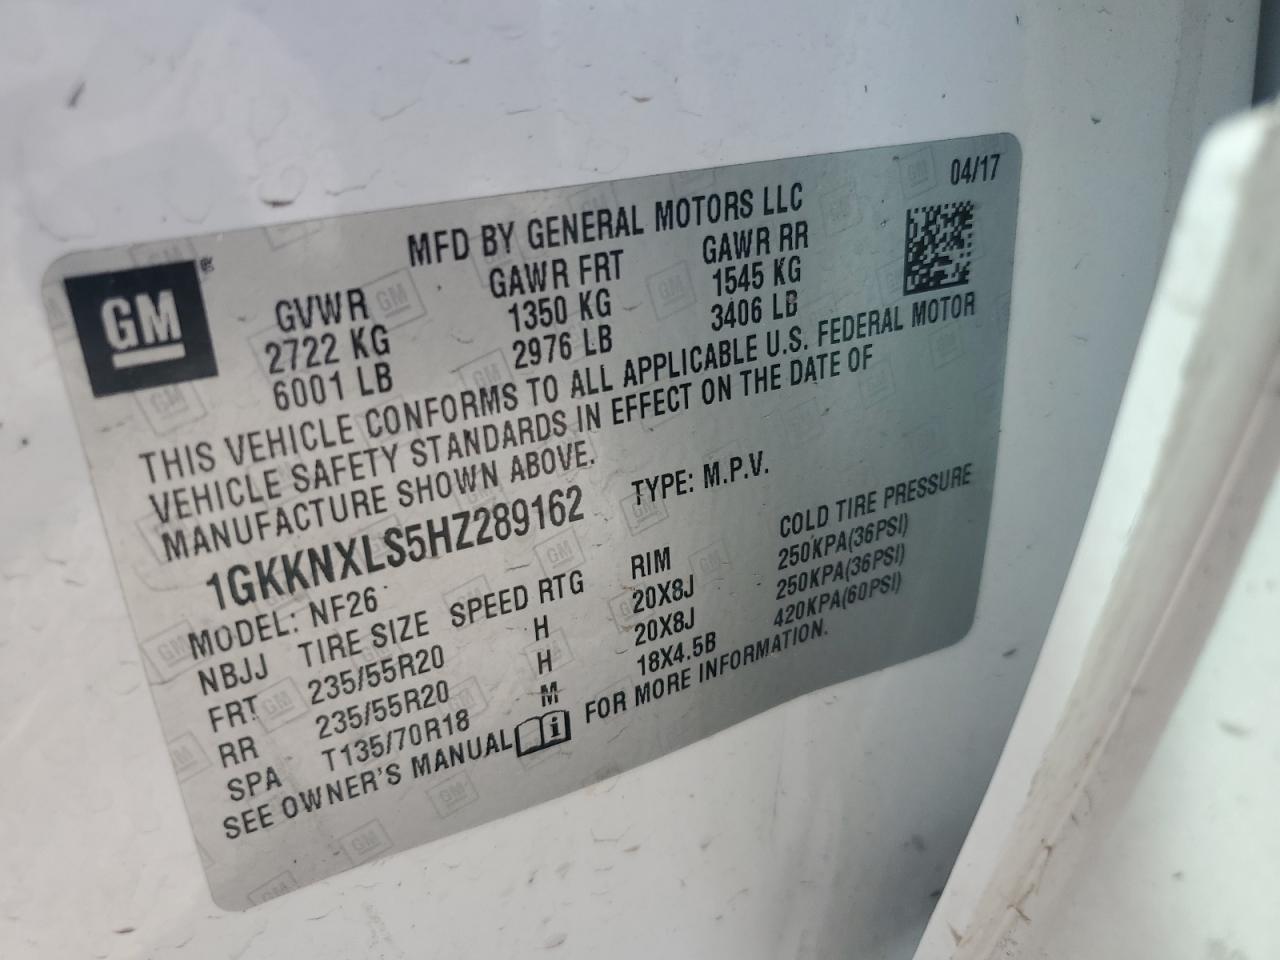 04/17
MFD BY GENERAL MOTORS LLC
GM
GVWR GAWR FRT GAWR RR
2722 KG 1350 KG 1545 KG
6001 LB 2976 LB 3406 LB
THIS VEHICLE CONFORMS TO ALL APPLICABLE U.S. FEDERAL MOTOR
VEHICLE SAFETY STANDARDS IN EFFECT ON THE DATE OF
MANUFACTURE SHOWN ABOVE.
1GKKNXLS5HZ289162 TYPE: M.P.V.
MODEL: NF26
NBJJ TIRE SIZE SPEED RTG RIM COLD TIRE PRESSURE
FRT 235/55R20 H 20X8J 250KPA(36PSI)
RR 235/55R20 H 20X8J 250KPA(36PSI)
SPA T135/70R18 M 18X4.5B 420KPA(60PSI)
SEE OWNER'S MANUAL FOR MORE INFORMATION.